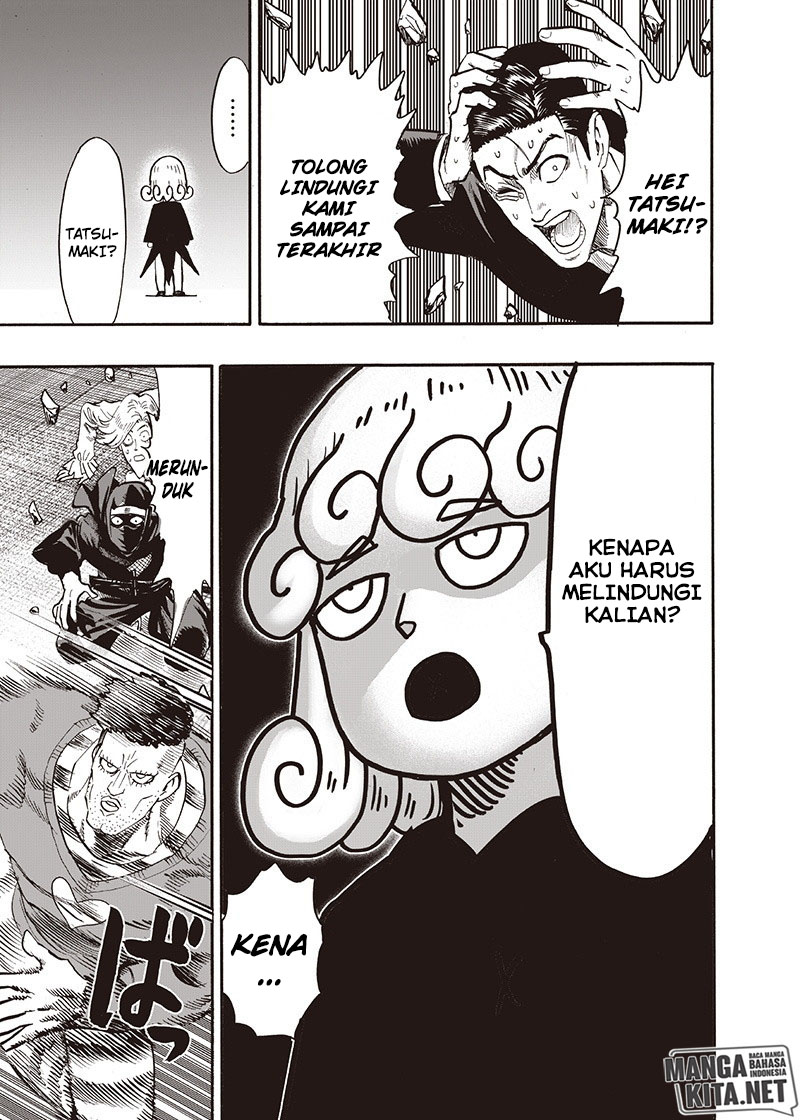 HEI
TATSU-
MAKI!?
TOLONG
LINDUNGI
KAMI
SAMPAI
TERAKHIR
......
TATSU-
MAKI?
KENAPA
AKU HARUS
MELINDUNGI
KALIAN?
KENA
...
MERUN-
DUK
ばっ
MANGA
KITA.NET
BACA MANGA
BAHASA
INDONESIA